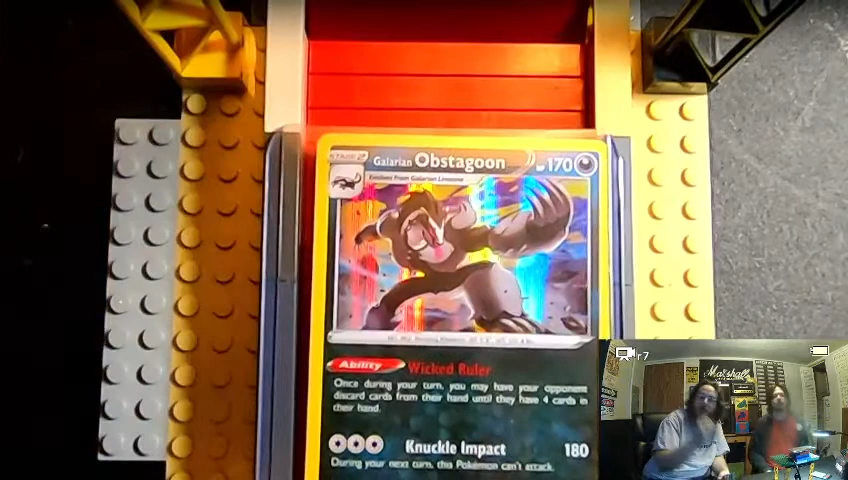 STAGE 2
Galarian Obstagoon
HP 170
Evolves from Galarian Linoone
Ability
Wicked Ruler
Once during your turn, you may have your opponent
discard cards from their hand until they have 4 cards in
their hand.
Knuckle Impact 180
During your next turn, this Pokémon can't attack.
r7
Marshall